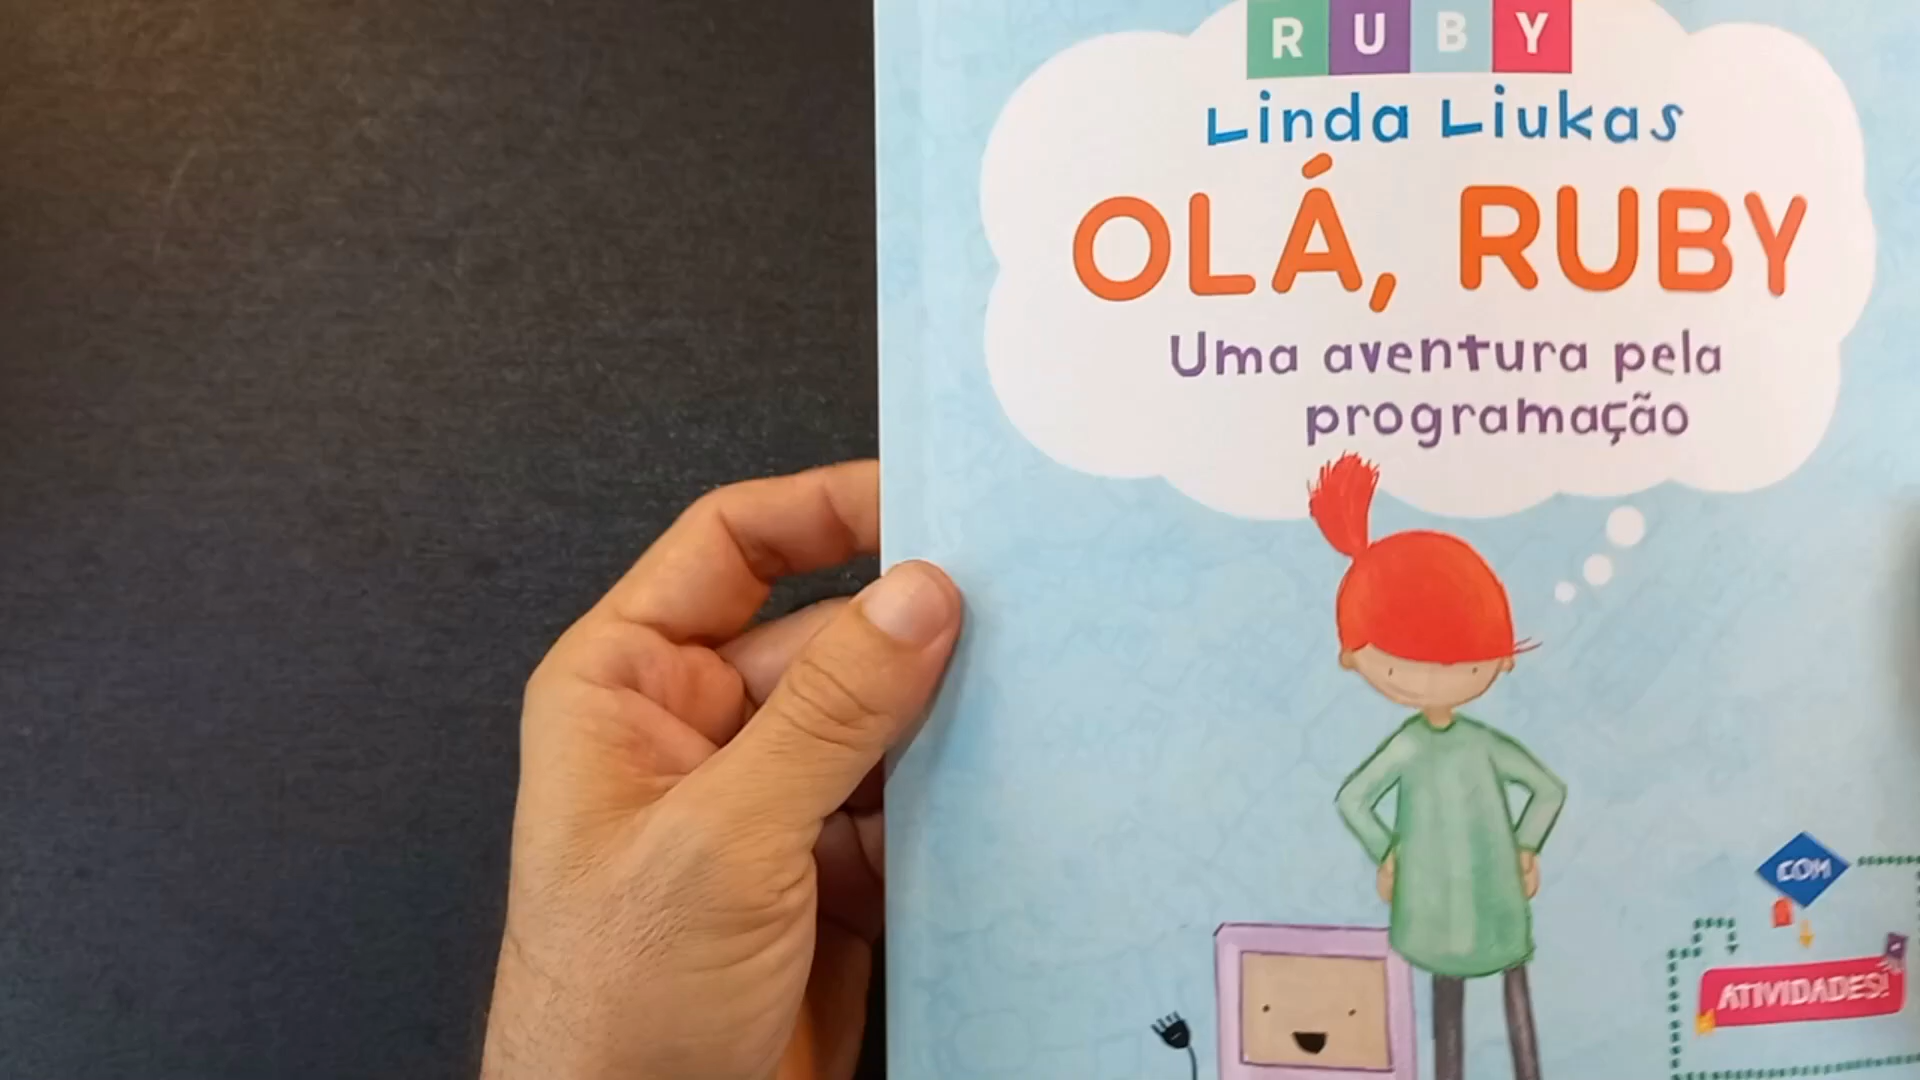 RUBY
Linda Liukas
OLÁ, RUBY
Uma aventura pela
programação
COM
ATIVIDADES!